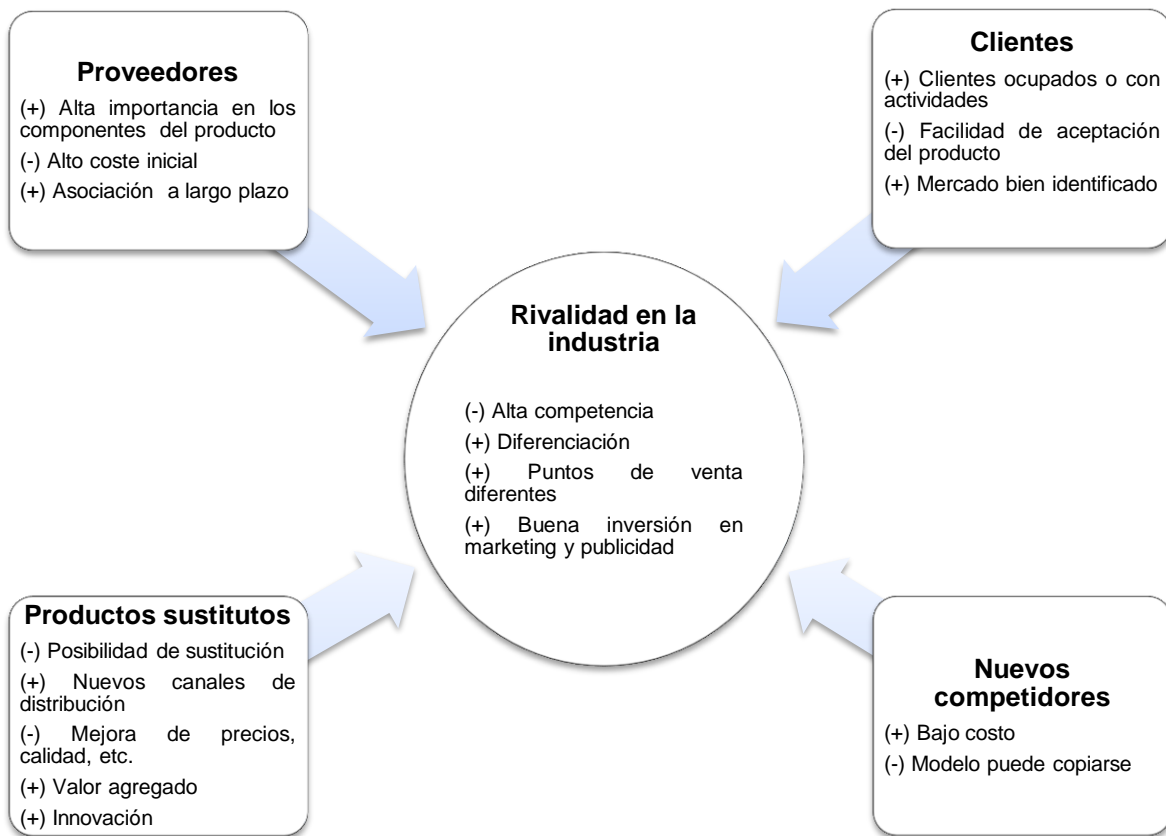 Proveedores
(+) Alta importancia en los
componentes del producto
(-) Alto coste inicial
(+) Asociación a largo plazo
Clientes
(+) Clientes ocupados o con
actividades
(-) Facilidad de aceptación
del producto
(+) Mercado bien identificado
Rivalidad en la
industria
(-) Alta competencia
(+) Diferenciación
(+) Puntos de venta
diferentes
(+) Buena inversión en
marketing y publicidad
Productos sustitutos
(-) Posibilidad de sustitución
(+) Nuevos canales de
distribución
(-) Mejora de precios,
calidad, etc.
(+) Valor agregado
(+) Innovación
Nuevos
competidores
(+) Bajo costo
(-) Modelo puede copiarse